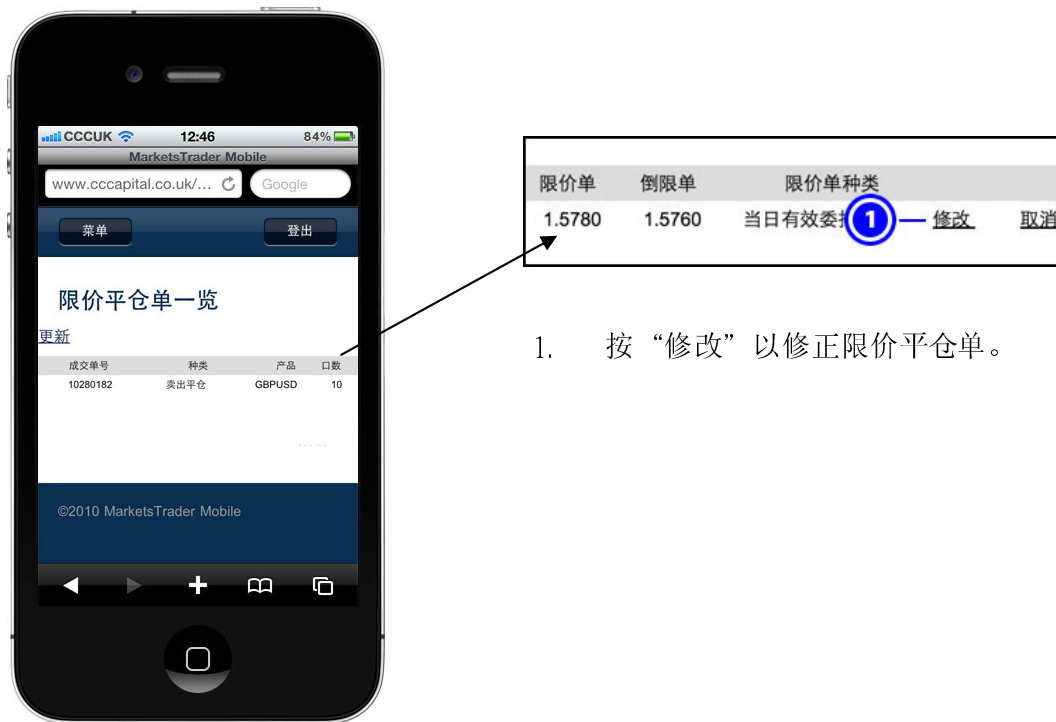 CCCUK 12:46 84%
MarketsTrader Mobile
www.cccapital.co.uk/... Google
菜单 登出
限价平仓单一览
更新
成交单号 种类 产品 口数
10280182 卖出平仓 GBPUSD 10
©2010 MarketsTrader Mobile
限价单 倒限单 限价单种类
1.5780 1.5760 当日有效委 1 修改 取消
1. 按“修改”以修正限价平仓单。